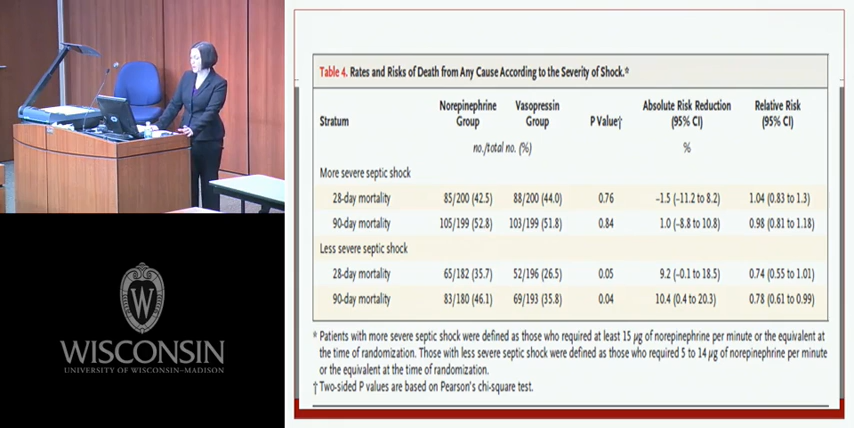 Table 4. Rates and Risks of Death from Any Cause According to the Severity of Shock.*
Stratum Norepinephrine Group Vasopressin Group P Value† Absolute Risk Reduction (95% CI) Relative Risk (95% CI)
no./total no. (%) %
More severe septic shock
28-day mortality 85/200 (42.5) 88/200 (44.0) 0.76 –1.5 (–11.2 to 8.2) 1.04 (0.83 to 1.3)
90-day mortality 105/199 (52.8) 103/199 (51.8) 0.84 1.0 (–8.8 to 10.8) 0.98 (0.81 to 1.18)
Less severe septic shock
28-day mortality 65/182 (35.7) 52/196 (26.5) 0.05 9.2 (–0.1 to 18.5) 0.74 (0.55 to 1.01)
90-day mortality 83/180 (46.1) 69/193 (35.8) 0.04 10.4 (0.4 to 20.3) 0.78 (0.61 to 0.99)
* Patients with more severe septic shock were defined as those who required at least 15 μg of norepinephrine per minute or the equivalent at
the time of randomization. Those with less severe septic shock were defined as those who required 5 to 14 μg of norepinephrine per minute
or the equivalent at the time of randomization.
† Two-sided P values are based on Pearson's chi-square test.
W
WISCONSIN
UNIVERSITY OF WISCONSIN–MADISON